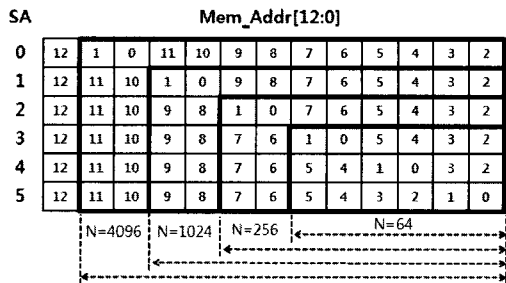 SA Mem_Addr[12:0]
0 12 1 0 11 10 9 8 7 6 5 4 3 2
1 12 11 10 1 0 9 8 7 6 5 4 3 2
2 12 11 10 9 8 1 0 7 6 5 4 3 2
3 12 11 10 9 8 7 6 1 0 5 4 3 2
4 12 11 10 9 8 7 6 5 4 1 0 3 2
5 12 11 10 9 8 7 6 5 4 3 2 1 0
N=4096 N=1024 N=256 N=64